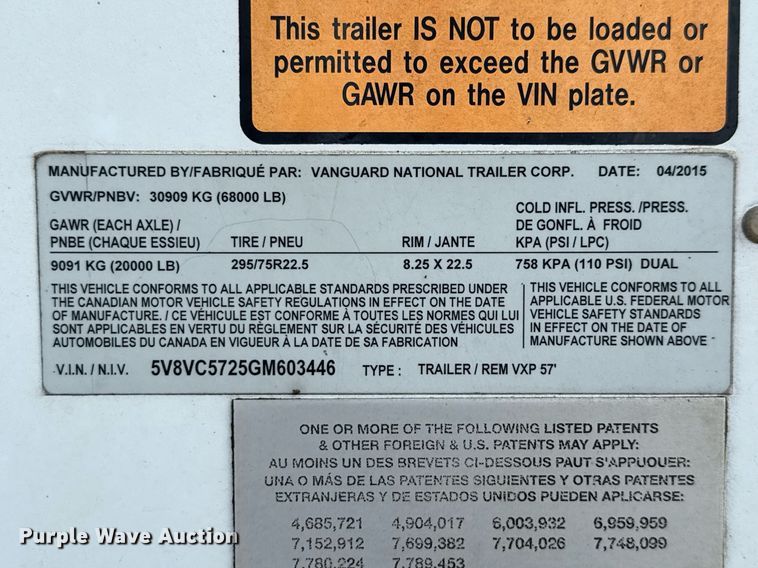 This trailer IS NOT to be loaded or
permitted to exceed the GVWR or
GAWR on the VIN plate.
MANUFACTURED BY/FABRIQUÉ PAR: VANGUARD NATIONAL TRAILER CORP. DATE: 04/2015
GVWR/PNBV: 30909 KG (68000 LB)
COLD INFL. PRESS. /PRESS.
GAWR (EACH AXLE) / DE GONFL. À FROID
PNBE (CHAQUE ESSIEU) TIRE / PNEU RIM / JANTE KPA (PSI / LPC)
9091 KG (20000 LB) 295/75R22.5 8.25 X 22.5 758 KPA (110 PSI) DUAL
THIS VEHICLE CONFORMS TO ALL APPLICABLE STANDARDS PRESCRIBED UNDER
THE CANADIAN MOTOR VEHICLE SAFETY REGULATIONS IN EFFECT ON THE DATE
OF MANUFACTURE. / CE VÉHICULE EST CONFORME À TOUTES LES NORMES QUI LUI
SONT APPLICABLES EN VERTU DU RÈGLEMENT SUR LA SÉCURITÉ DES VÉHICULES
AUTOMOBILES DU CANADA EN VIGUEUR À LA DATE DE SA FABRICATION
THIS VEHICLE CONFORMS TO ALL
APPLICABLE U.S. FEDERAL MOTOR
VEHICLE SAFETY STANDARDS
IN EFFECT ON THE DATE OF
MANUFACTURE SHOWN ABOVE
V.I.N. / N.I.V. 5V8VC5725GM603446 TYPE : TRAILER / REM VXP 57'
ONE OR MORE OF THE FOLLOWING LISTED PATENTS
& OTHER FOREIGN & U.S. PATENTS MAY APPLY:
AU MOINS UN DES BREVETS CI-DESSOUS PAUT S'APPUOUER:
UNA O MÁS DE LAS PATENTES SIGUIENTES Y OTRAS PATENTES
EXTRANJERAS Y DE ESTADOS UNIDOS PUEDEN APLICARSE:
4,685,721 4,904,017 6,003,932 6,959,959
7,152,912 7,699,382 7,704,026 7,748,099
7,780,224 7,789,453
Purple Wave Auction